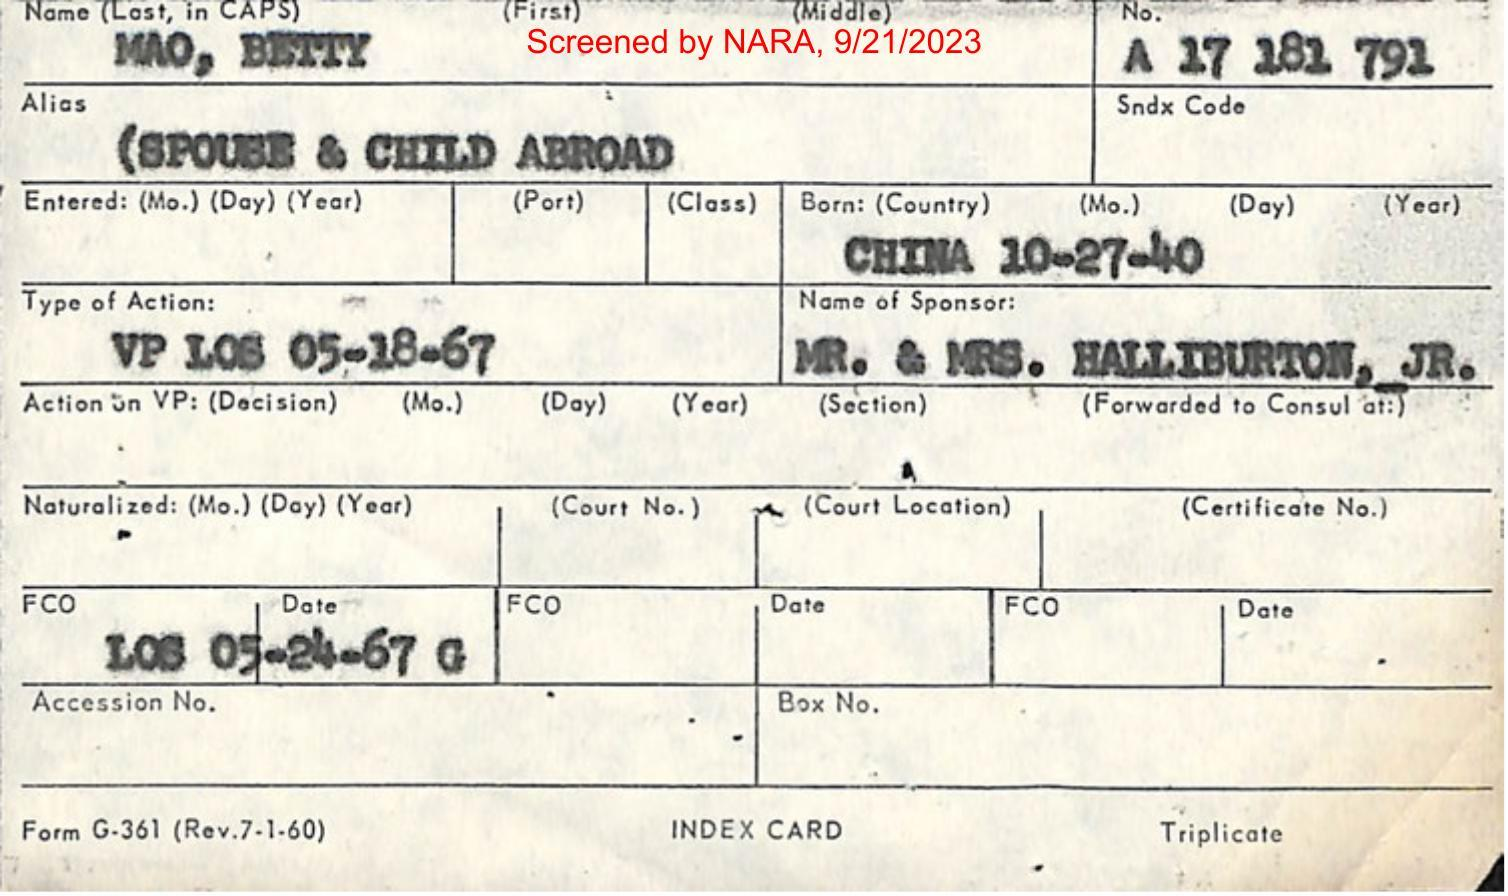 Name (Last, in CAPS) (First) (Middle) No.
Screened by NARA, 9/21/2023
MAO, BETTY A 17 181 791
Alias Sndx Code
(SPOUSE & CHILD ABROAD
Entered: (Mo.) (Day) (Year) (Port) (Class) Born: (Country) (Mo.) (Day) (Year)
CHINA 10-27-40
Type of Action: Name of Sponsor:
VP LOS 05-18-67 MR. & MRS. HALLIBURTON, JR.
Action on VP: (Decision) (Mo.) (Day) (Year) (Section) (Forwarded to Consul at:)
Naturalized: (Mo.) (Day) (Year) (Court No.) (Court Location) (Certificate No.)
FCO Date FCO Date FCO Date
LOS 05-24-67 G
Accession No. Box No.
Form G-361 (Rev.7-1-60) INDEX CARD Triplicate